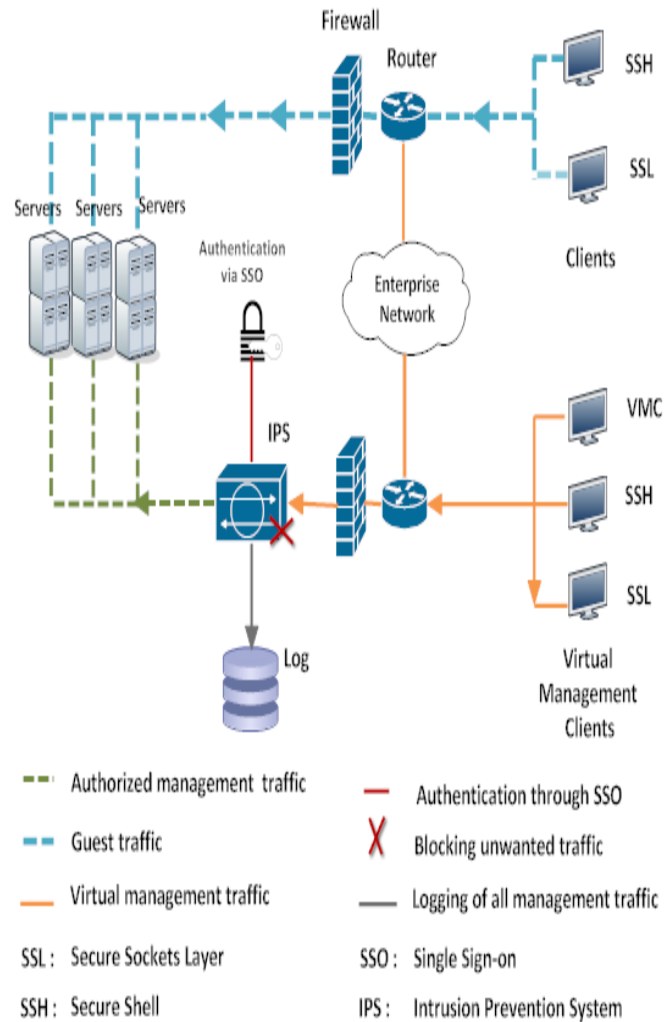 Firewall
Router
SSH
SSL
Servers Servers Servers
Clients
Authentication
via SSO
Enterprise
Network
IPS
VMC
SSH
SSL
Log
Virtual
Management
Clients
Authorized management traffic
Authentication through SSO
Guest traffic
Blocking unwanted traffic
Virtual management traffic
Logging of all management traffic
SSL : Secure Sockets Layer
SSO : Single Sign-on
SSH : Secure Shell
IPS : Intrusion Prevention System